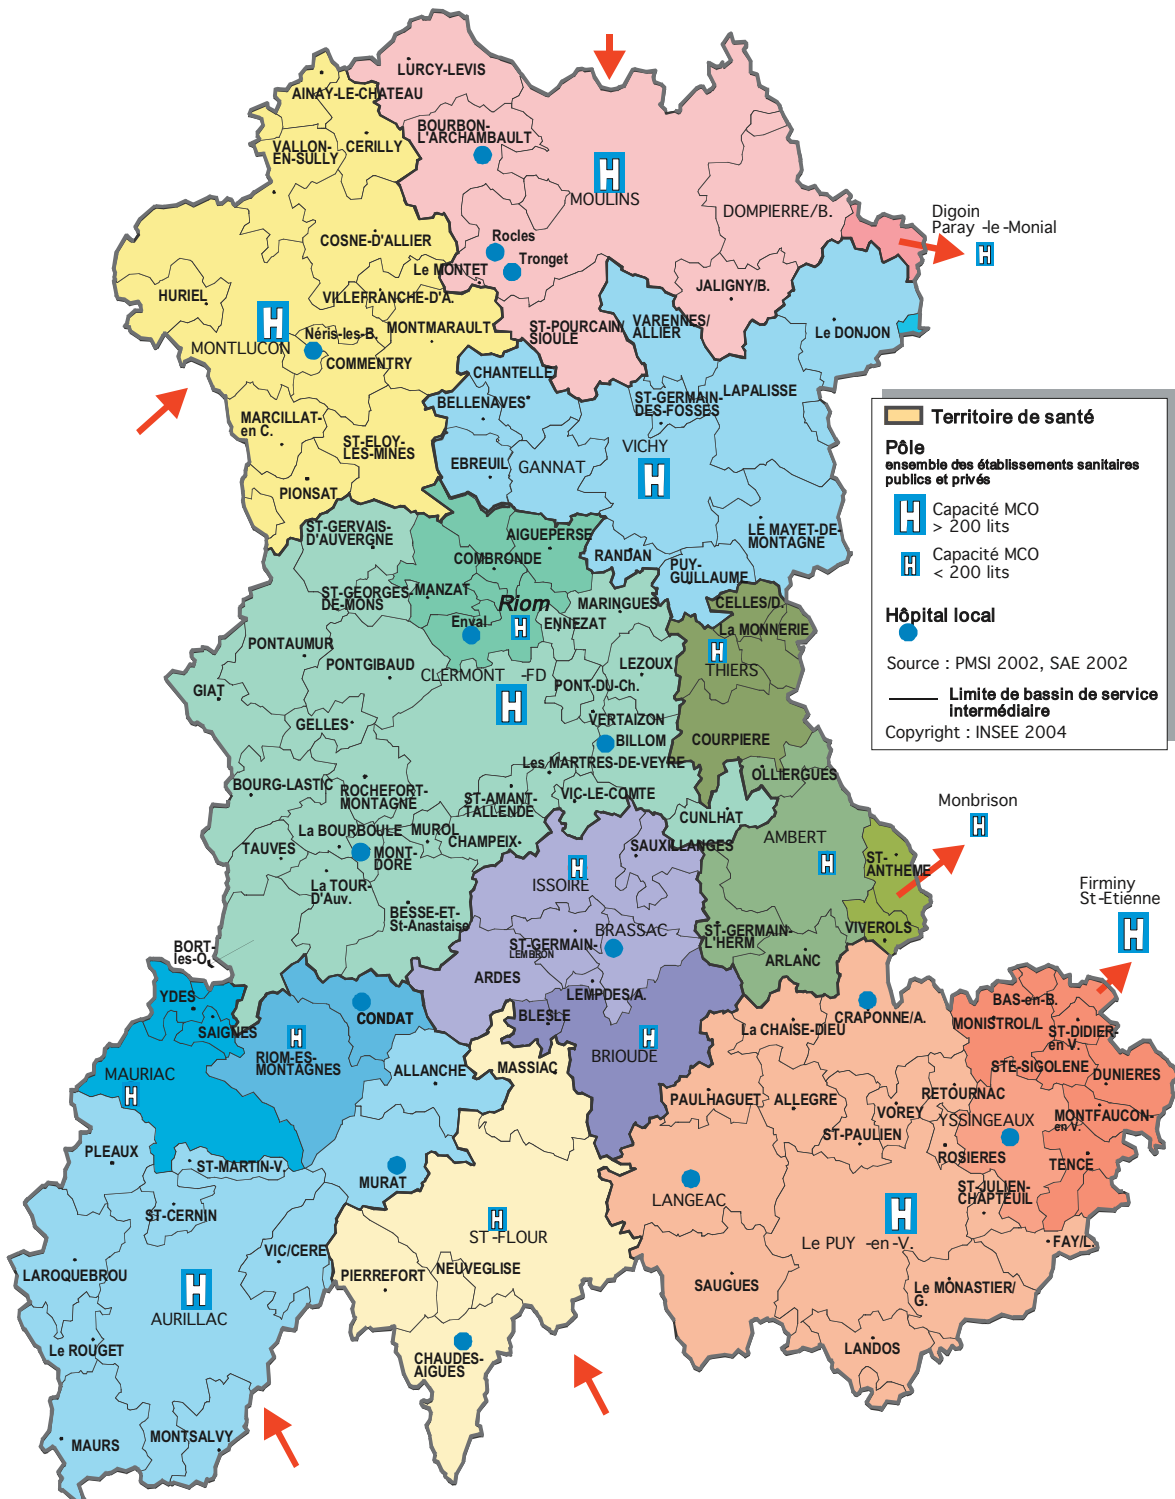 LURCY-LEVIS
AINAY-LE-CHATEAU
BOURBON-
L'ARCHAMBAULT
VALLON-
EN-SULLY
CERILLY
H
MOULINS
DOMPIERRE/B.
Digoin
Paray -le -Monial
H
COSNE-D'ALLIER
Rocles
Tronget
Le MONTET
JALIGNY/B.
HURIEL
VILLEFRANCHE-D'A.
H
MONTLUCON
Néris-les-B.
MONTMARAULT
COMMENTRY
ST-POURCAIN/
SIOULE
VARENNES/
ALLIER
Le DONJON
CHANTELLE
BELLENAVES
ST-GERMAIN-
DES-FOSSES
LAPALISSE
MARCILLAT-
en C.
ST-ELOY-
LES-MINES
EBREUIL
GANNAT
VICHY
H
PIONSAT
LE MAYET-DE-
MONTAGNE
Territoire de santé
Pôle
ensemble des établissements sanitaires
publics et privés
H
Capacité MCO
> 200 lits
H
Capacité MCO
< 200 lits
Hôpital local
Source : PMSI 2002, SAE 2002
Limite de bassin de service
intermédiaire
Copyright : INSEE 2004
ST-GERVAIS-
D'AUVERGNE
AIGUEPERSE
COMBRONDE
RANDAN
PUY-
GUILLAUME
ST-GEORGES-
DE-MONS
MANZAT
Riom
MARINGUES
CELLES/D.
Enval
H
ENNEZAT
La MONNERIE
PONTAUMUR
PONTGIBAUD
CLERMONT -FD
LEZOUX
H
THIERS
GIAT
H
PONT-DU-Ch.
GELLES
VERTAIZON
BILLOM
COURPIERE
Les MARTRES-DE-VEYRE
OLLIERGUES
BOURG-LASTIC
ROCHEFORT-
MONTAGNE
ST-AMANT-
TALLENDE
VIC-LE-COMTE
CUNLHAT
Monbrison
H
La BOURBOULE
MUROL
CHAMPEIX
SAUXILLANGES
AMBERT
TAUVES
MONT-
DORE
H
ISSOIRE
H
ST-
ANTHEME
La TOUR-
D'Auv.
BESSE-ET-
St-Anastaise
Firminy
St-Etienne
H
BRASSAC
ST-GERMAIN-
LEMBRON
ST-GERMAIN-
L'HERM
VIVEROLS
BORT-
les-O.
ARLANC
ARDES
LEMPDES/A.
YDES
SAIGNES
CONDAT
BLESLE
H
RIOM-ES-
MONTAGNES
H
BRIOUDE
La CHAISE-DIEU
CRAPONNE/A.
BAS-en-B.
MONISTROL/L
ST-DIDIER-
en V.
MAURIAC
H
ALLANCHE
MASSIAC
STE-SIGOLENE
DUNIERES
PAULHAGUET
ALLEGRE
VOREY
RETOURNAC
YSSINGEAUX
MONTFAUCON-
en V.
PLEAUX
ST-MARTIN-V.
MURAT
ST-PAULIEN
ROSIERES
TENCE
ST-CERNIN
LANGEAC
ST-JULIEN-
CHAPTEUIL
H
ST -FLOUR
H
Le PUY -en -V.
VIC/CERE
FAY/L.
LAROQUEBROU
PIERREFORT
NEUVEGLISE
SAUGUES
Le MONASTIER/
G.
H
AURILLAC
Le ROUGET
CHAUDES-
AIGUES
LANDOS
MAURS
MONTSALVY